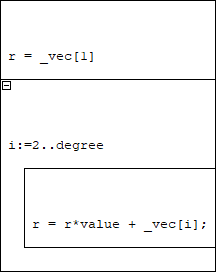 r = _vec[1]
i:=2..degree
r = r*value + _vec[i];